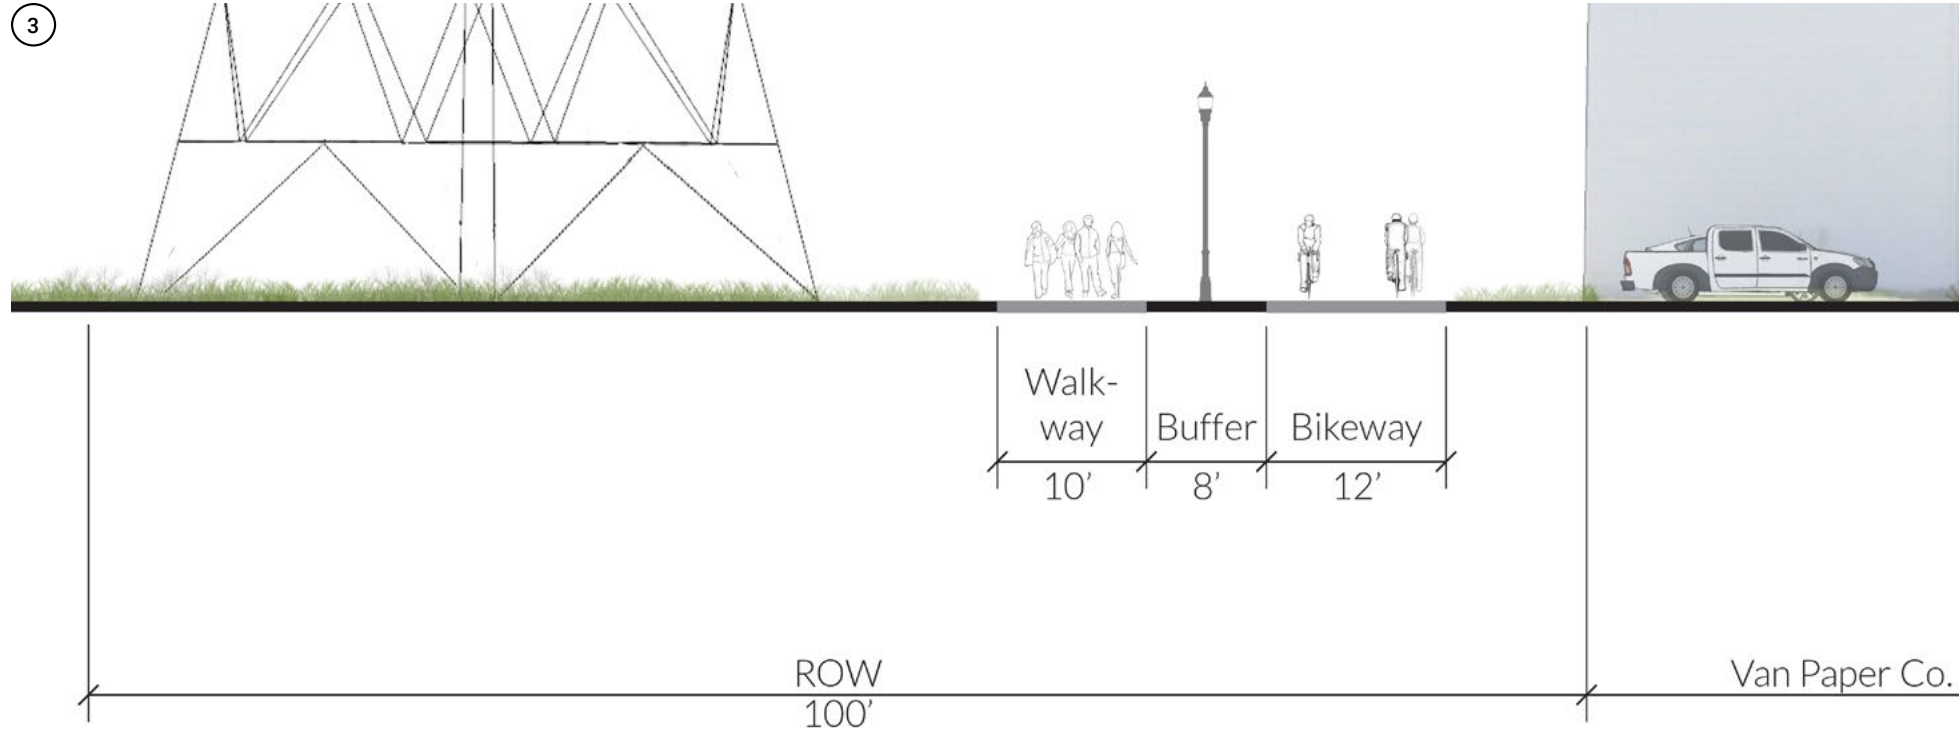 3
Walk-
way
Buffer
Bikeway
10’
8’
12’
ROW
100’
Van Paper Co.